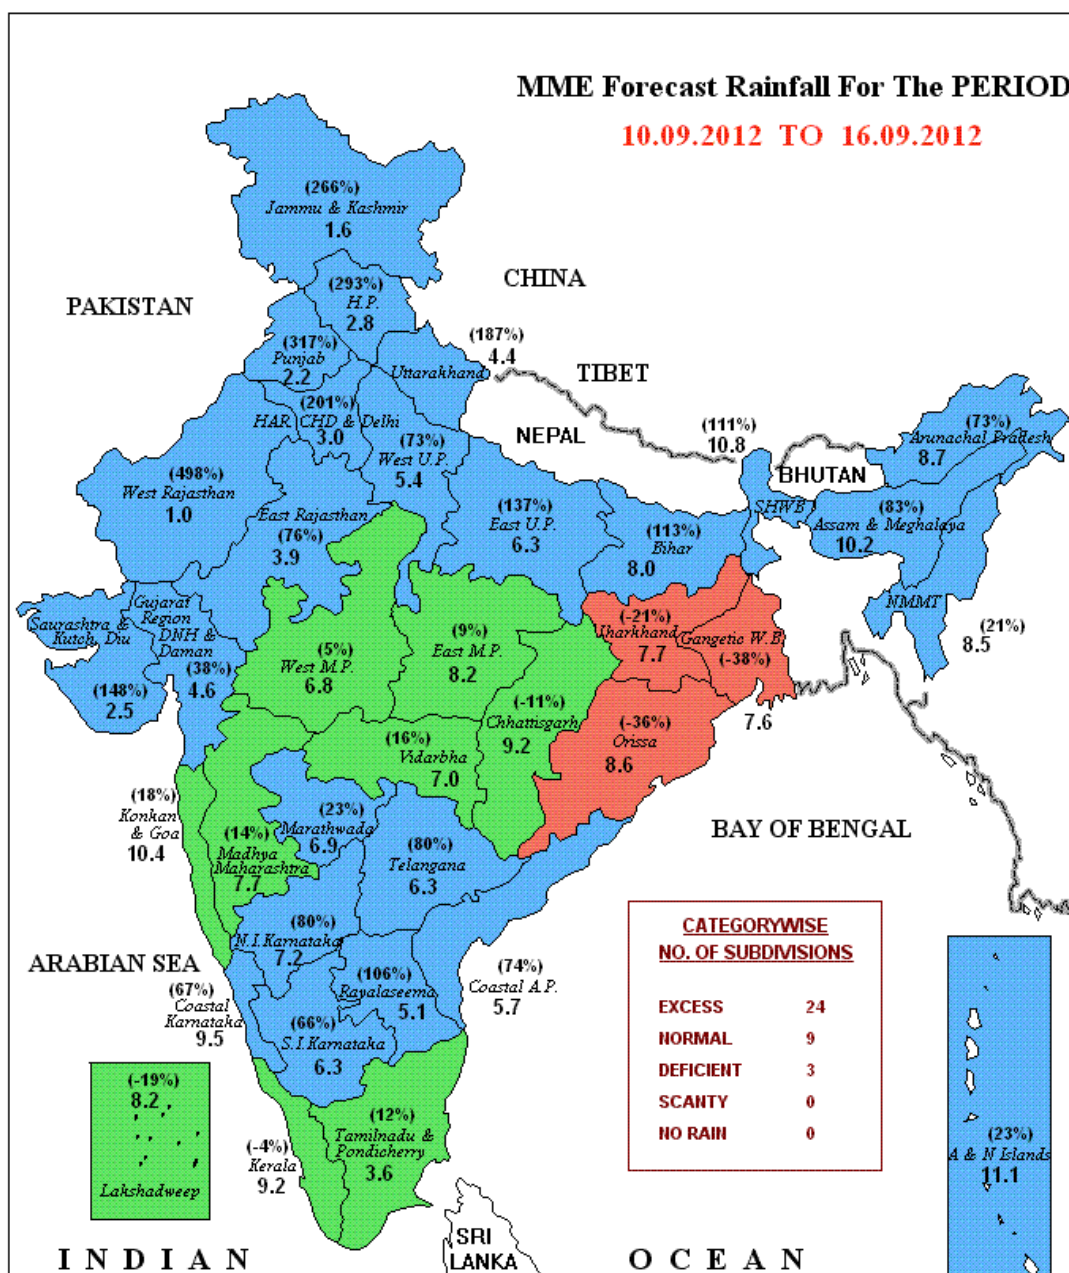 MME Forecast Rainfall For The PERIOD
10.09.2012 TO 16.09.2012
(266%)
Jammu & Kashmir
1.6
CHINA
PAKISTAN
(293%)
H.P.
2.8
(317%)
Punjab
2.2
(187%)
4.4
Uttarakhand
TIBET
(201%)
HAR. CHD & Delhi
3.0
NEPAL
(73%)
West U.P.
5.4
(111%)
10.8
BHUTAN
(73%)
Arunachal Pradesh
8.7
(498%)
West Rajasthan
1.0
East Rajasthan
(76%)
3.9
(137%)
East U.P.
6.3
(113%)
Bihar
8.0
SHWB
(83%)
Assam & Meghalaya
10.2
NMMT
(21%)
8.5
Gujarat
Region
DNH &
Daman
(38%)
4.6
Saurashtra &
Kutch, Diu
(148%)
2.5
(5%)
West M.P.
6.8
(9%)
East M.P.
8.2
(-21%)
Jharkhand
7.7
Gangetic W.B.
(-38%)
7.6
(-11%)
Chhattisgarh
9.2
(-36%)
Orissa
8.6
(16%)
Vidarbha
7.0
(18%)
Konkan
& Goa
10.4
(14%)
Madhya
Maharashtra
7.7
(23%)
Marathwada
6.9
(80%)
Telangana
6.3
BAY OF BENGAL
(80%)
N.I.Karnataka
7.2
ARABIAN SEA
(67%)
Coastal
Karnataka
9.5
(106%)
Rayalaseema
5.1
(74%)
Coastal A.P.
5.7
(66%)
S.I.Karnataka
6.3
CATEGORYWISE
NO. OF SUBDIVISIONS
EXCESS 24
NORMAL 9
DEFICIENT 3
SCANTY 0
NO RAIN 0
(-19%)
8.2
Lakshadweep
(-4%)
Kerala
9.2
(12%)
Tamilnadu &
Pondicherry
3.6
(23%)
A & N Islands
11.1
SRI
LANKA
INDIAN OCEAN